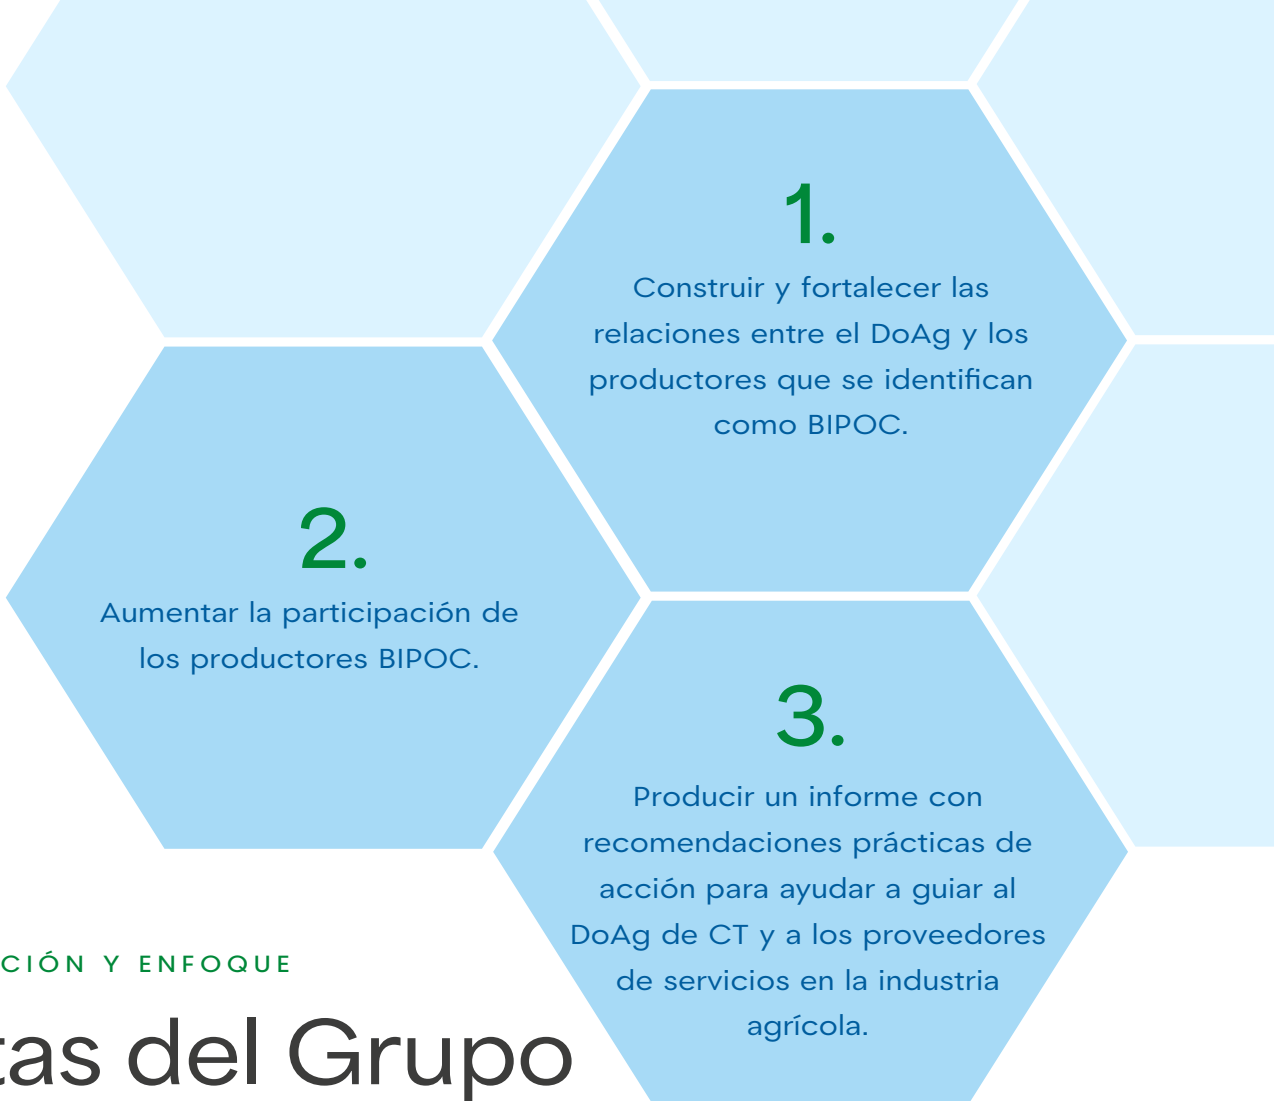 1.
Construir y fortalecer las
relaciones entre el DoAg y los
productores que se identifican
como BIPOC.
2.
Aumentar la participación de
los productores BIPOC.
3.
Producir un informe con
recomendaciones prácticas de
acción para ayudar a guiar al
DoAg de CT y a los proveedores
de servicios en la industria
agrícola.
CIÓN Y ENFOQUE
tas del Grupo